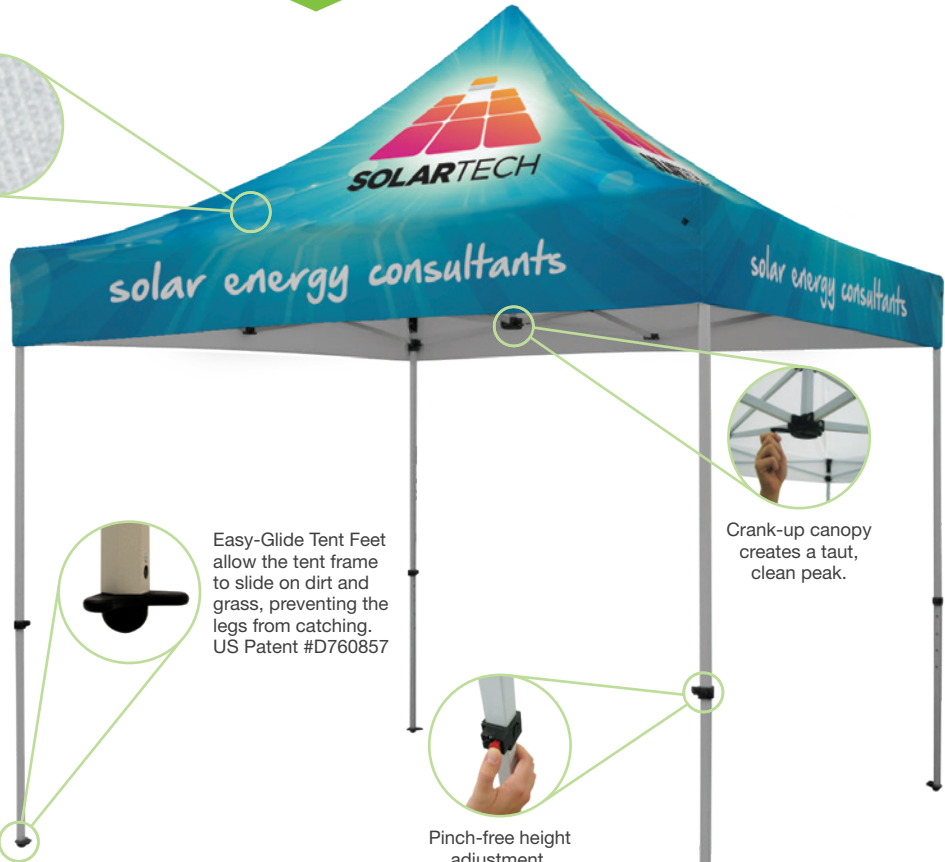 SOLARTECH
solar energy consultants
solar energy consultants
Crank-up canopy
creates a taut,
clean peak.
Easy-Glide Tent Feet
allow the tent frame
to slide on dirt and
grass, preventing the
legs from catching.
US Patent #D760857
Pinch-free height
adjustment